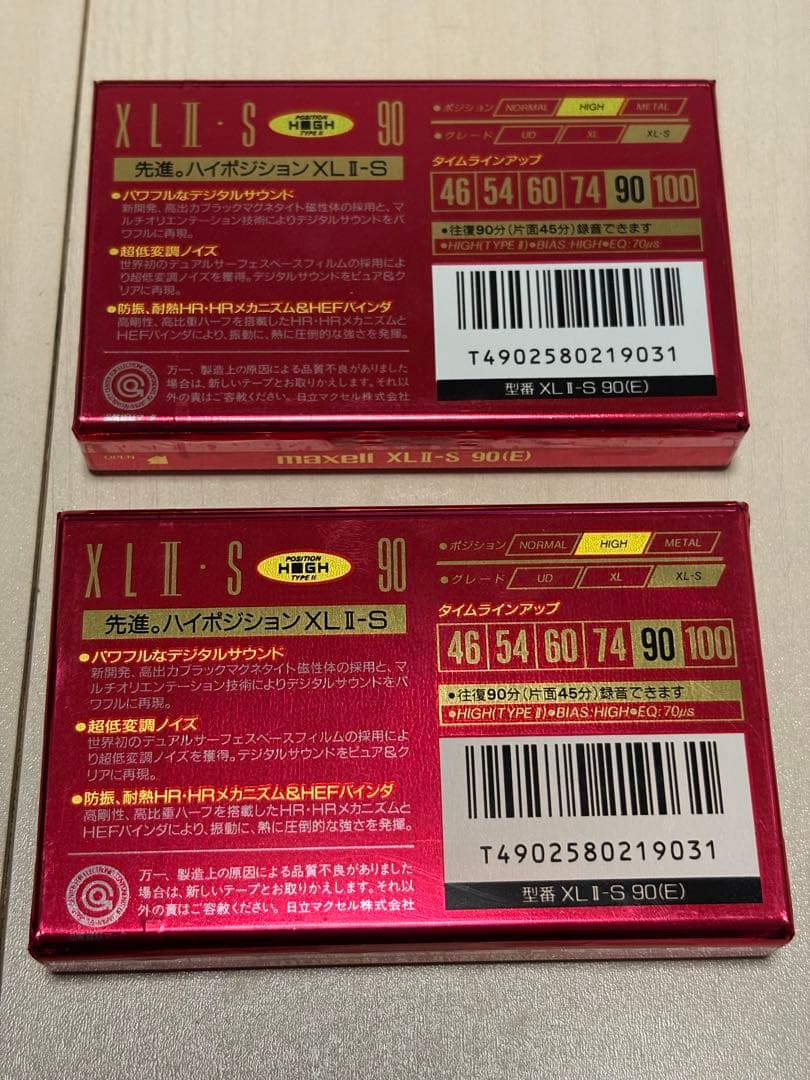 XLⅡ・S POSITION HIGH TYPE Ⅱ 90
先進。ハイポジションXLⅡ-S
●パワフルなデジタルサウンド
新開発、高出力ブラックマグネタイト磁性体の採用と、マ
ルチオリエンテーション技術によりデジタルサウンドをパ
ワフルに再現。
●超低変調ノイズ
世界初のデュアルサーフェスベースフィルムの採用によ
り超低変調ノイズを獲得。デジタルサウンドをピュア&ク
リアに再現。
●防振、耐熱HR・HRメカニズム&HEFバインダ
高剛性、高比重ハーフを搭載したHR・HRメカニズムと
HEFバインダにより、振動に、熱に圧倒的な強さを発揮。
万一、製造上の原因による品質不良がありました
場合は、新しいテープとお取りかえします。それ以
外の責はご容赦ください。日立マクセル株式会社
●ポジション NORMAL HIGH METAL
●グレード UD XL XL-S
タイムラインアップ
46 54 60 74 90 100
●往復90分(片面45分)録音できます
●HIGH(TYPE Ⅱ)●BIAS:HIGH●EQ:70μs
T4902580219031
型番 XLⅡ-S 90(E)
OPEN maxell XLⅡ-S 90(E)
XLⅡ・S POSITION HIGH TYPE Ⅱ 90
先進。ハイポジションXLⅡ-S
●パワフルなデジタルサウンド
新開発、高出力ブラックマグネタイト磁性体の採用と、マ
ルチオリエンテーション技術によりデジタルサウンドをパ
ワフルに再現。
●超低変調ノイズ
世界初のデュアルサーフェスベースフィルムの採用によ
り超低変調ノイズを獲得。デジタルサウンドをピュア&ク
リアに再現。
●防振、耐熱HR・HRメカニズム&HEFバインダ
高剛性、高比重ハーフを搭載したHR・HRメカニズムと
HEFバインダにより、振動に、熱に圧倒的な強さを発揮。
万一、製造上の原因による品質不良がありました
場合は、新しいテープとお取りかえします。それ以
外の責はご容赦ください。日立マクセル株式会社
●ポジション NORMAL HIGH METAL
●グレード UD XL XL-S
タイムラインアップ
46 54 60 74 90 100
●往復90分(片面45分)録音できます
●HIGH(TYPE Ⅱ)●BIAS:HIGH●EQ:70μs
T4902580219031
型番 XLⅡ-S 90(E)